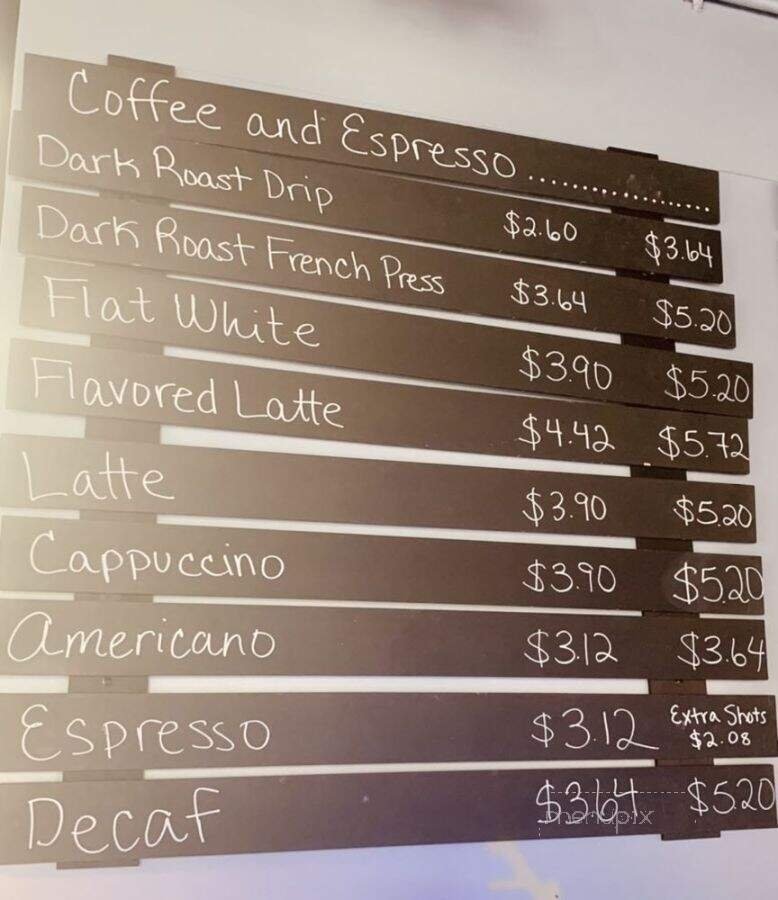 Coffee and Espresso...................
Dark Roast Drip $2.60 $3.64
Dark Roast French Press $3.64 $5.20
Flat White $3.90 $5.20
Flavored Latte $4.42 $5.72
Latte $3.90 $5.20
Cappuccino $3.90 $5.20
Americano $3.12 $3.64
Espresso $3.12 Extra Shots
$2.08
Decaf $3.64 $5.20
menupix